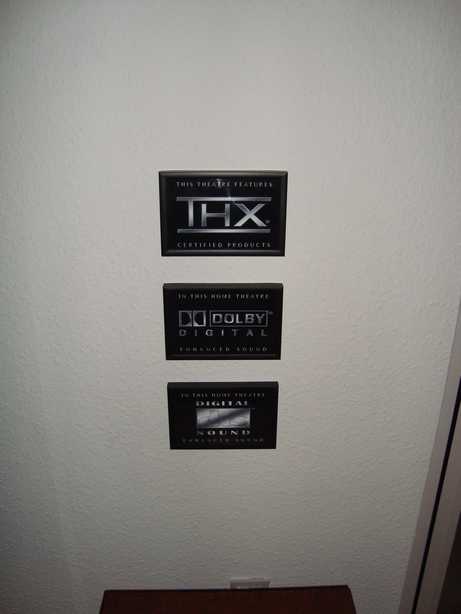 THIS THEATRE FEATURES
THX
CERTIFIED PRODUCTS
IN THIS HOME THEATRE
DOLBY
DIGITAL
ENHANCED SOUND
IN THIS HOME THEATRE
DIGITAL
SOUND
ENHANCED SOUND